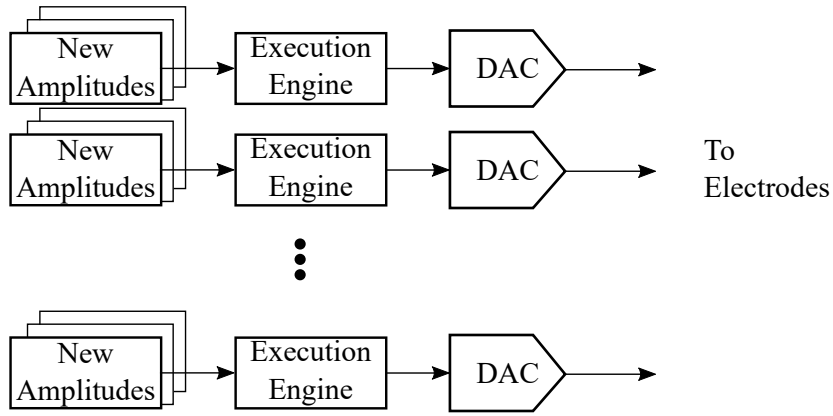 New
Amplitudes
Execution
Engine
DAC
New
Amplitudes
Execution
Engine
DAC
To
Electrodes
New
Amplitudes
Execution
Engine
DAC